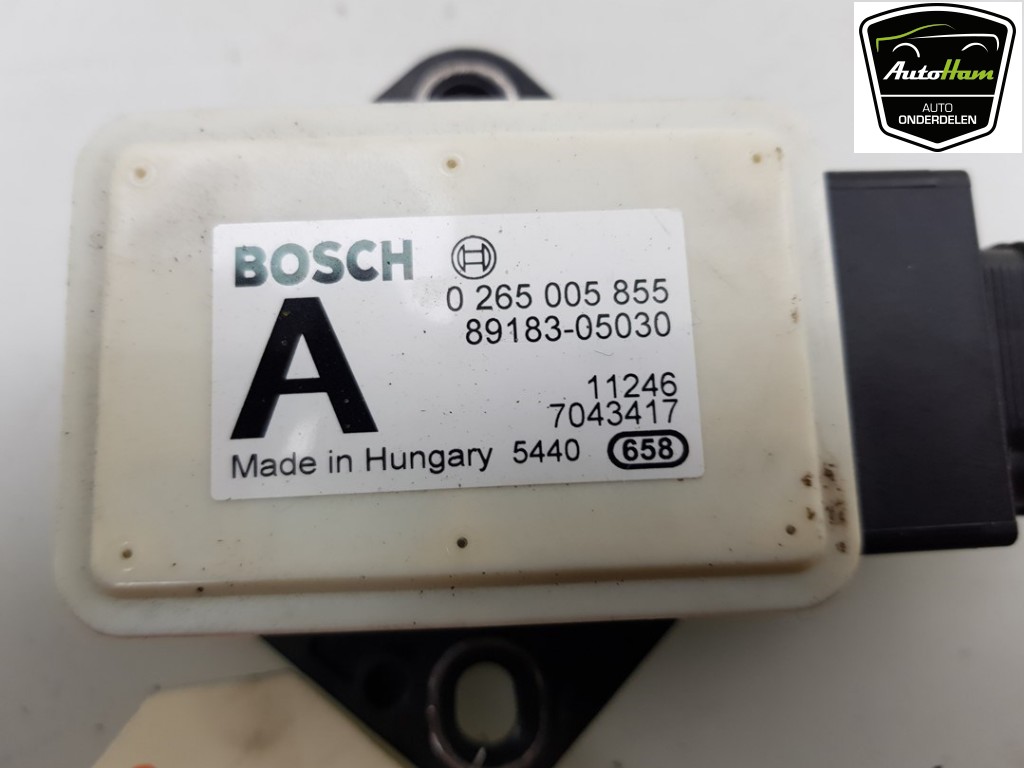 AutoHam
AUTO
ONDERDELEN
BOSCH
0 265 005 855
89183-05030
A
11246
7043417
Made in Hungary 5440 658